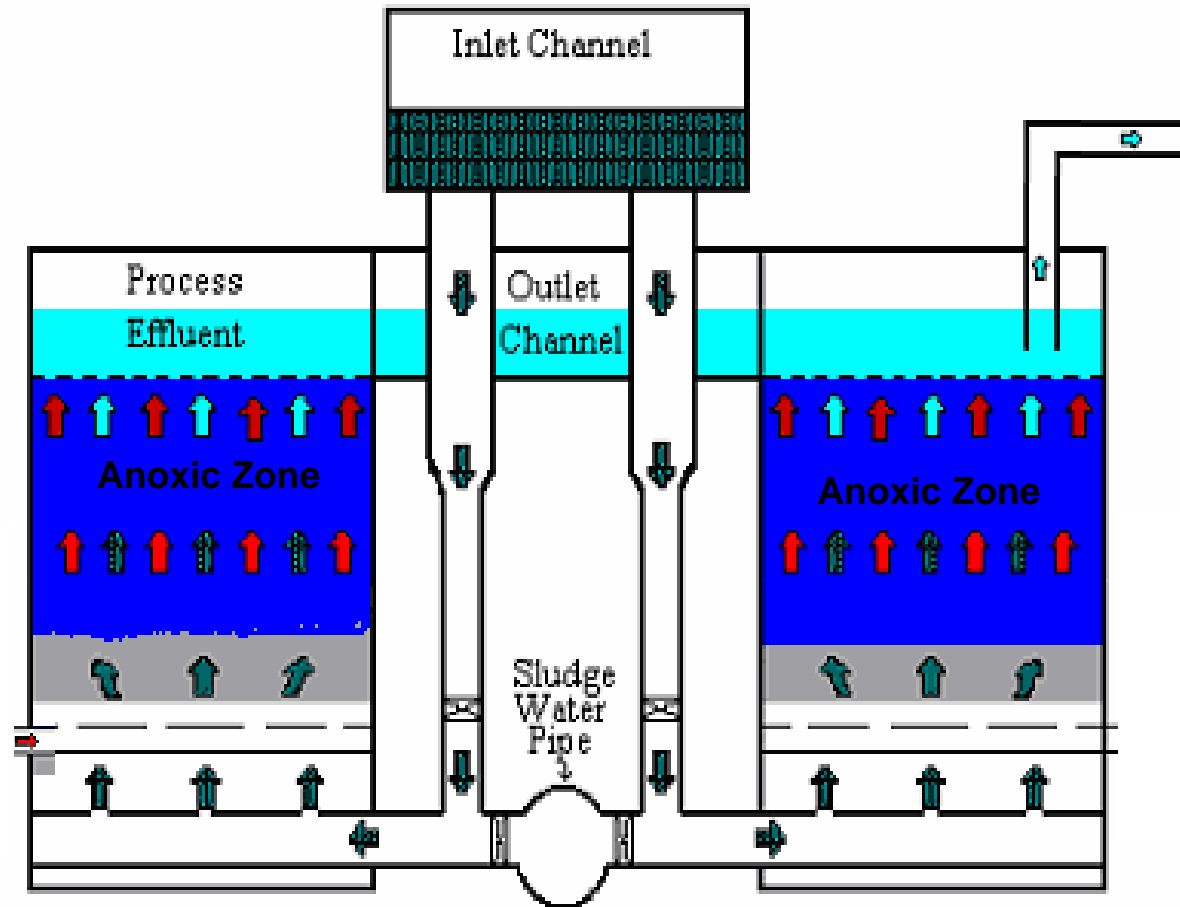 Inlet Channel
Process
Effluent
Outlet
Channel
Anoxic Zone
Anoxic Zone
Sludge
Water
Pipe